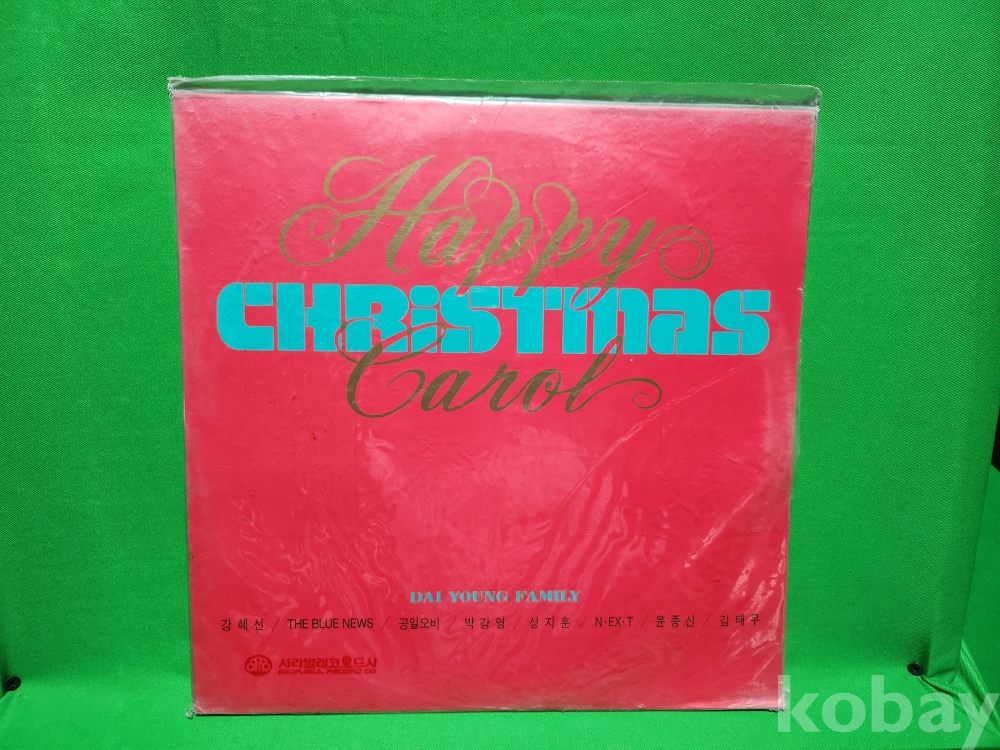 Happy
CHRISTMAS
Carol
DAI YOUNG FAMILY
강혜선 / THE BLUE NEWS / 공일오비 / 박강영 / 성지훈 / N·EX·T / 윤종신 / 김태우
서라벌레코오드사
SEORABUL RECORD CO.
kobay